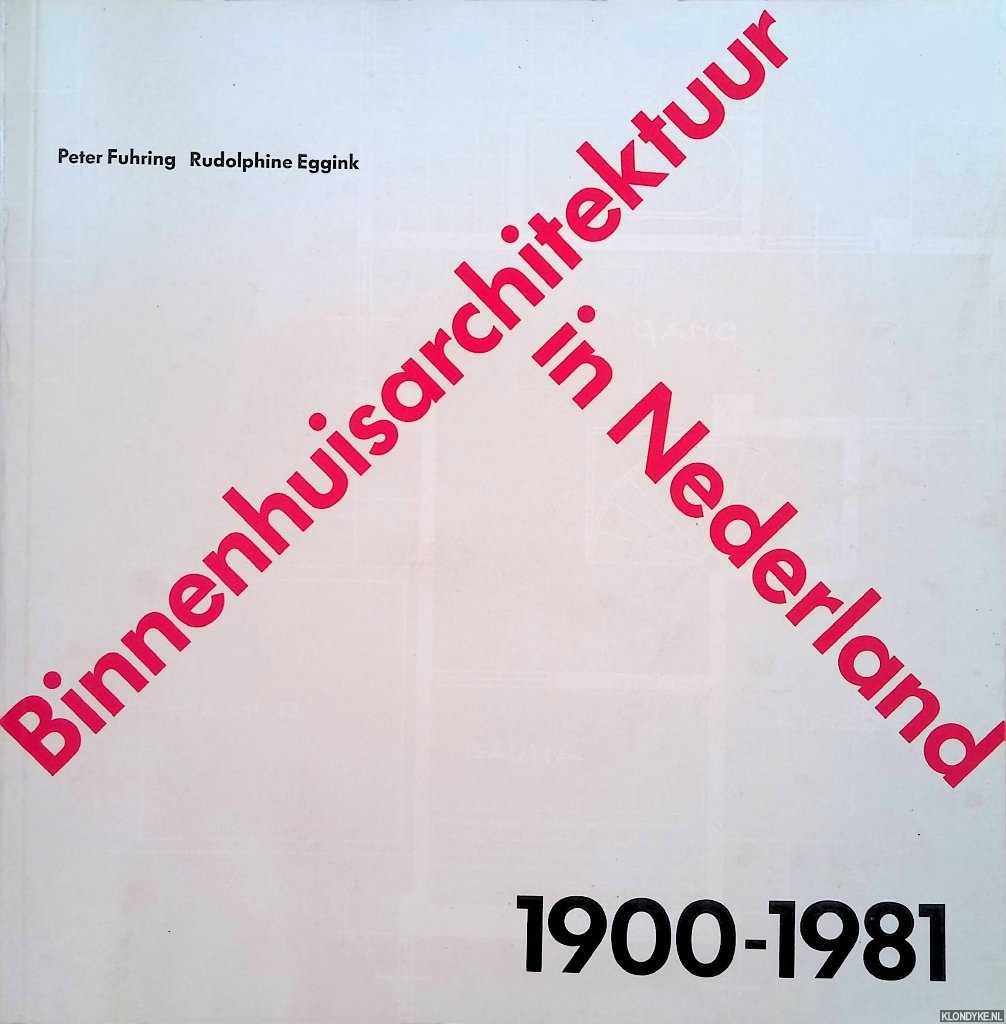 Peter Fuhring Rudolphine Eggink
Binnenhuisarchitektuur
in Nederland
1900-1981
KLONDYKE.NL